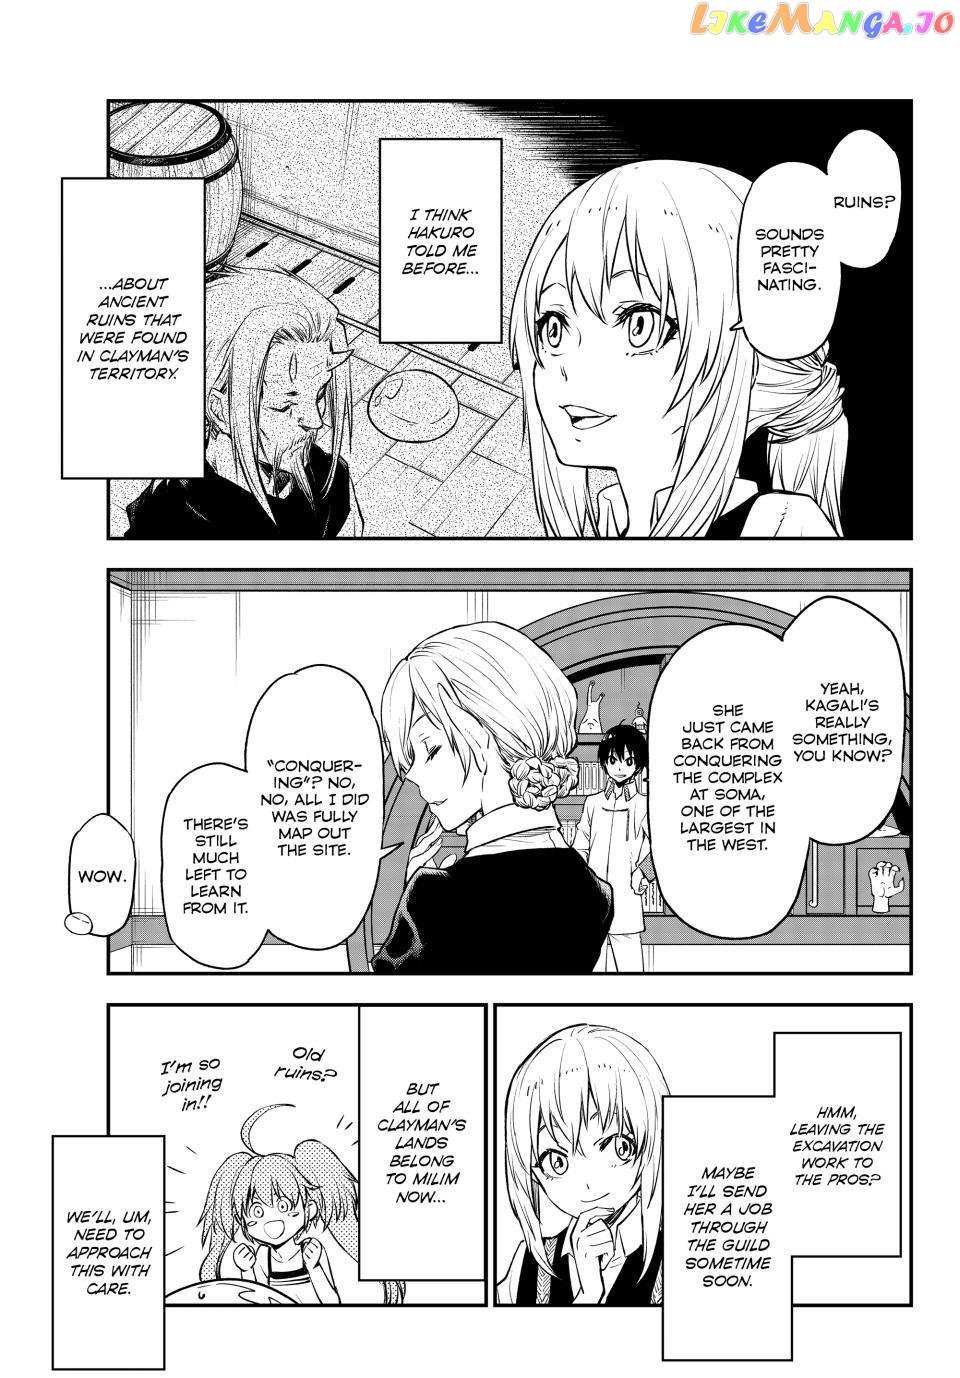 LIKEMANGA.IO
RUINS?
SOUNDS
PRETTY
FASCI-
NATING.
I THINK
HAKURO
TOLD ME
BEFORE...
...ABOUT
ANCIENT
RUINS THAT
WERE FOUND
IN CLAYMAN'S
TERRITORY.
YEAH,
KAGALI'S
REALLY
SOMETHING,
YOU KNOW?
SHE
JUST CAME
BACK FROM
CONQUERING
THE COMPLEX
AT SOMA,
ONE OF THE
LARGEST IN
THE WEST.
"CONQUER-
ING"? NO,
NO, ALL I DID
WAS FULLY
MAP OUT
THE SITE.
THERE'S
STILL
MUCH
LEFT TO
LEARN
FROM IT.
WOW.
HMM,
LEAVING THE
EXCAVATION
WORK TO
THE PROS?
MAYBE
I'LL SEND
HER A JOB
THROUGH
THE GUILD
SOMETIME
SOON.
BUT
ALL OF
CLAYMAN'S
LANDS
BELONG
TO MILIM
NOW...
Old
ruins?
I'm so
joining
in!!
WE'LL, UM,
NEED TO
APPROACH
THIS WITH
CARE.